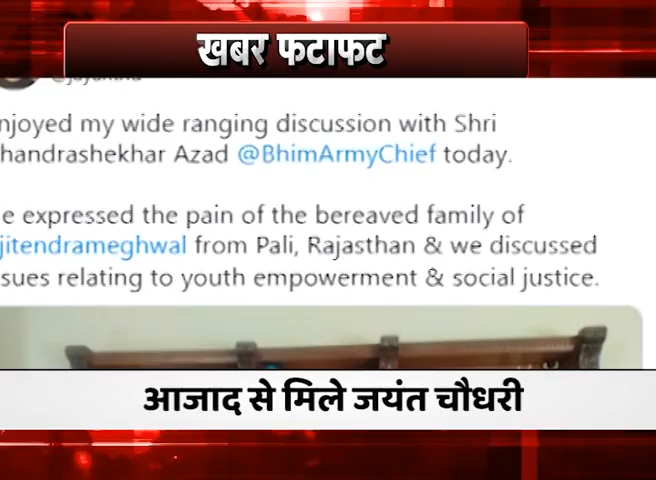 खबर फटाफट
njoyed my wide ranging discussion with Shri
handrashekhar Azad @BhimArmyChief today.
e expressed the pain of the bereaved family of
jitendrameghwal from Pali, Rajasthan & we discussed
sues relating to youth empowerment & social justice.
आजाद से मिले जयंत चौधरी